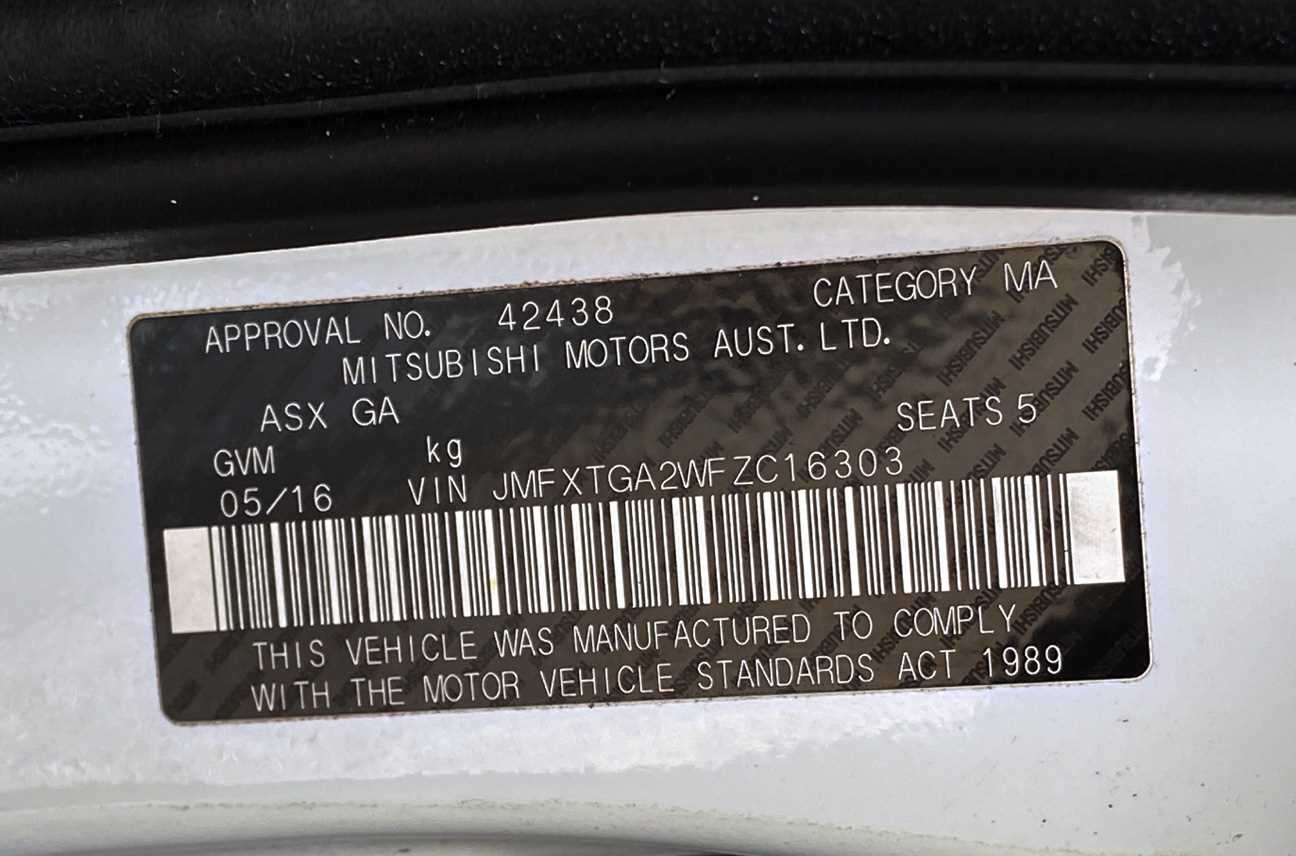 APPROVAL NO. 42438 CATEGORY MA
MITSUBISHI MOTORS AUST. LTD.
ASX GA SEATS 5
GVM kg
05/16 VIN JMFXTGA2WFZC16303
THIS VEHICLE WAS MANUFACTURED TO COMPLY
WITH THE MOTOR VEHICLE STANDARDS ACT 1989